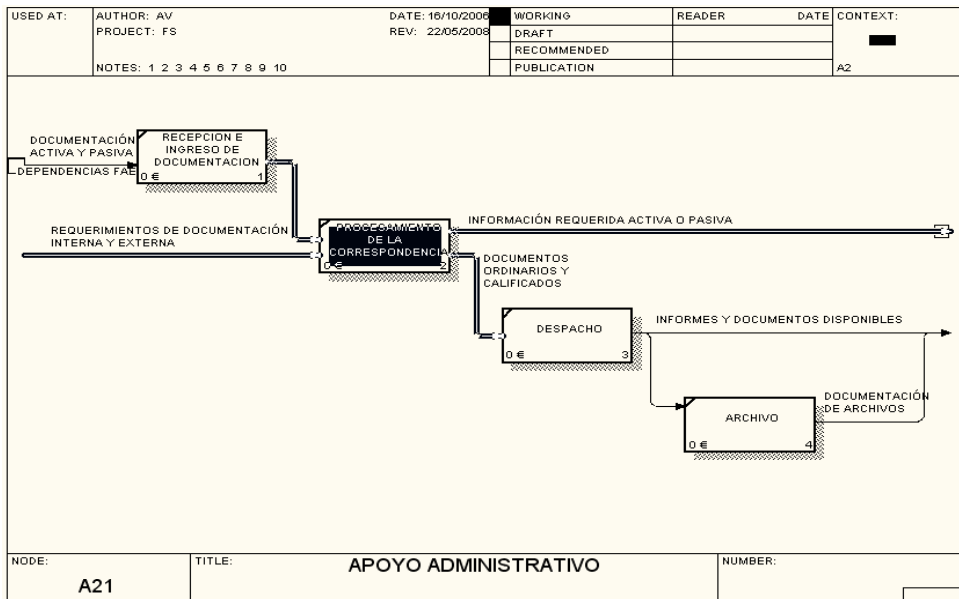 USED AT:
AUTHOR: AV
DATE: 16/10/2006
PROJECT: FS
REV: 22/05/2008
NOTES: 1 2 3 4 5 6 7 8 9 10
WORKING
DRAFT
RECOMMENDED
PUBLICATION
READER
DATE
CONTEXT:
A2
DOCUMENTACIÓN
ACTIVA Y PASIVA
DEPENDENCIAS FAE
RECEPCION E
INGRESO DE
DOCUMENTACION
0 €
1
REQUERIMIENTOS DE DOCUMENTACIÓN
INTERNA Y EXTERNA
PROCESAMIENTO
DE LA
CORRESPONDENCIA
0 €
2
INFORMACIÓN REQUERIDA ACTIVA O PASIVA
DOCUMENTOS
ORDINARIOS Y
CALIFICADOS
DESPACHO
0 €
3
INFORMES Y DOCUMENTOS DISPONIBLES
ARCHIVO
0 €
4
DOCUMENTACIÓN
DE ARCHIVOS
NODE:
A21
TITLE:
APOYO ADMINISTRATIVO
NUMBER: